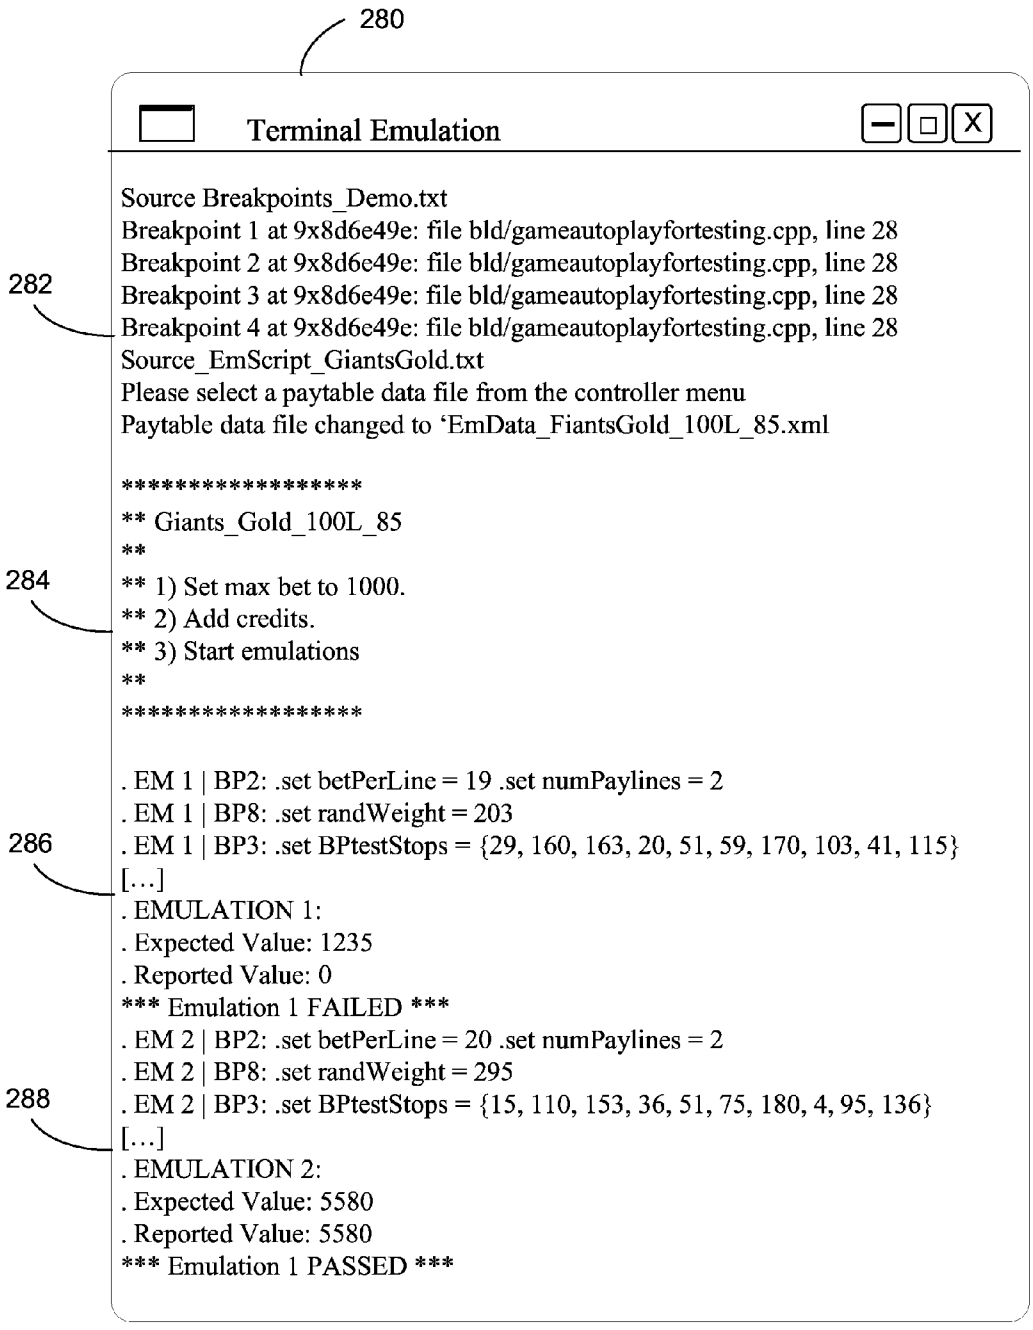 280
Terminal Emulation
X
Source Breakpoints_Demo.txt
Breakpoint 1 at 9x8d6e49e: file bld/gameautoplayfortesting.cpp, line 28
Breakpoint 2 at 9x8d6e49e: file bld/gameautoplayfortesting.cpp, line 28
282
Breakpoint 3 at 9x8d6e49e: file bld/gameautoplayfortesting.cpp, line 28
Breakpoint 4 at 9x8d6e49e: file bld/gameautoplayfortesting.cpp, line 28
Source_EmScript_GiantsGold.txt
Please select a paytable data file from the controller menu
Paytable data file changed to ‘EmData_FiantsGold_100L_85.xml
******************
** Giants_Gold_100L_85
**
284
** 1) Set max bet to 1000.
** 2) Add credits.
** 3) Start emulations
**
******************
. EM 1 | BP2: .set betPerLine = 19 .set numPaylines = 2
. EM 1 | BP8: .set randWeight = 203
286
. EM 1 | BP3: .set BPtestStops = {29, 160, 163, 20, 51, 59, 170, 103, 41, 115}
[…]
. EMULATION 1:
. Expected Value: 1235
. Reported Value: 0
*** Emulation 1 FAILED ***
. EM 2 | BP2: .set betPerLine = 20 .set numPaylines = 2
. EM 2 | BP8: .set randWeight = 295
288
. EM 2 | BP3: .set BPtestStops = {15, 110, 153, 36, 51, 75, 180, 4, 95, 136}
[…]
. EMULATION 2:
. Expected Value: 5580
. Reported Value: 5580
*** Emulation 1 PASSED ***